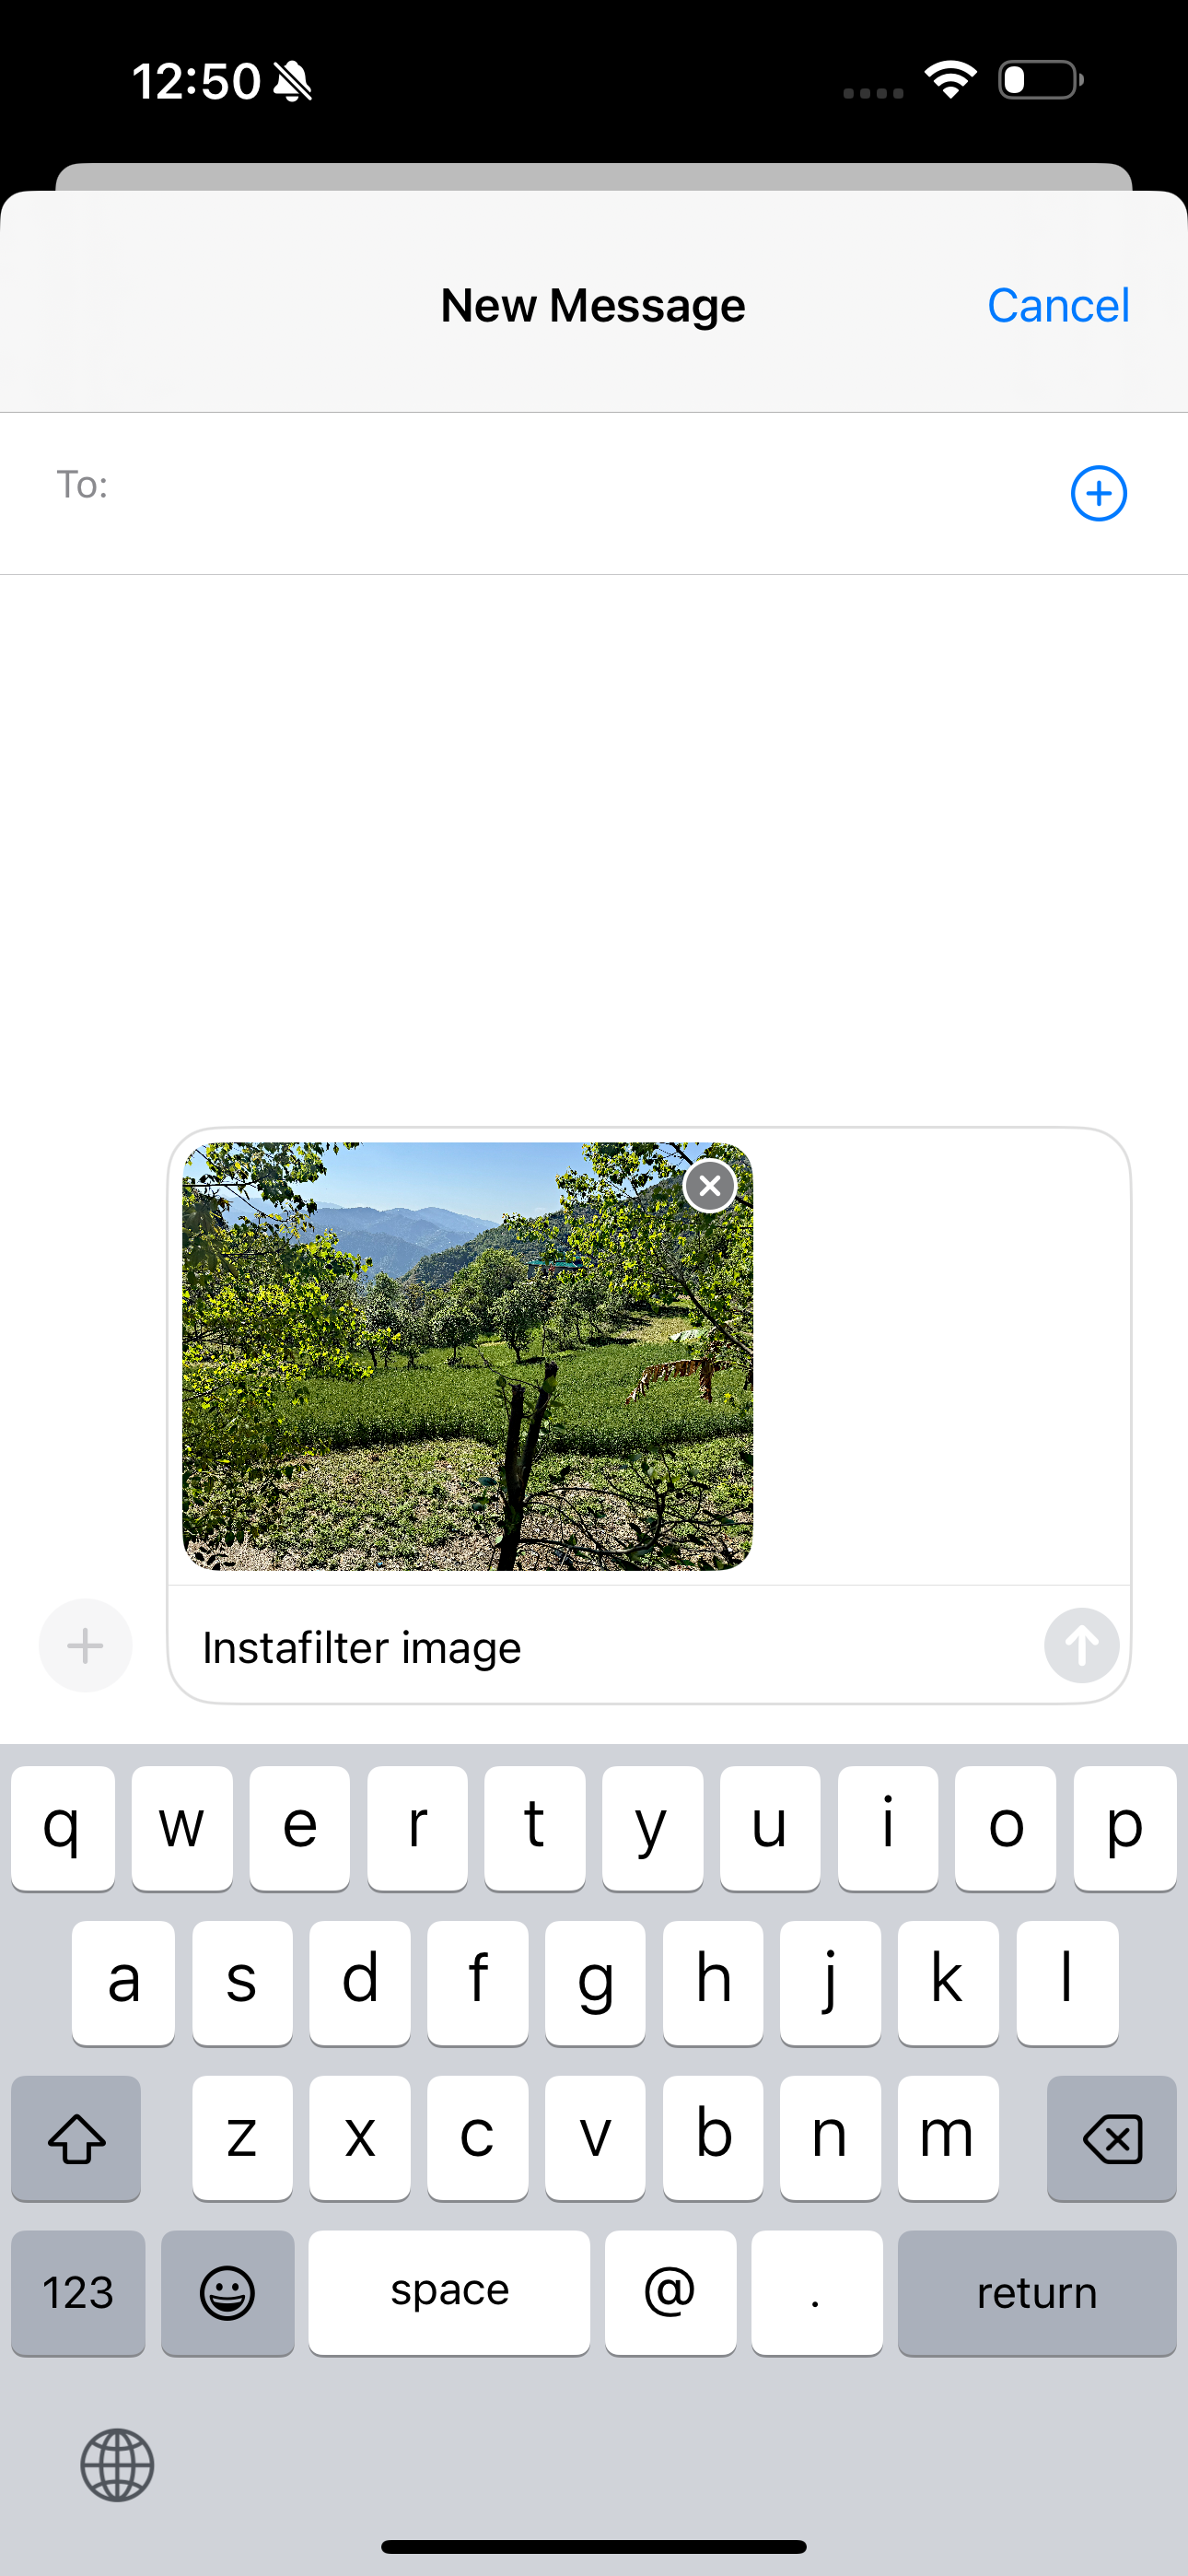 12:50
New Message
Cancel
To:
Instafilter image
q w e r t y u i o p
a s d f g h j k l
z x c v b n m
123 space @ . return